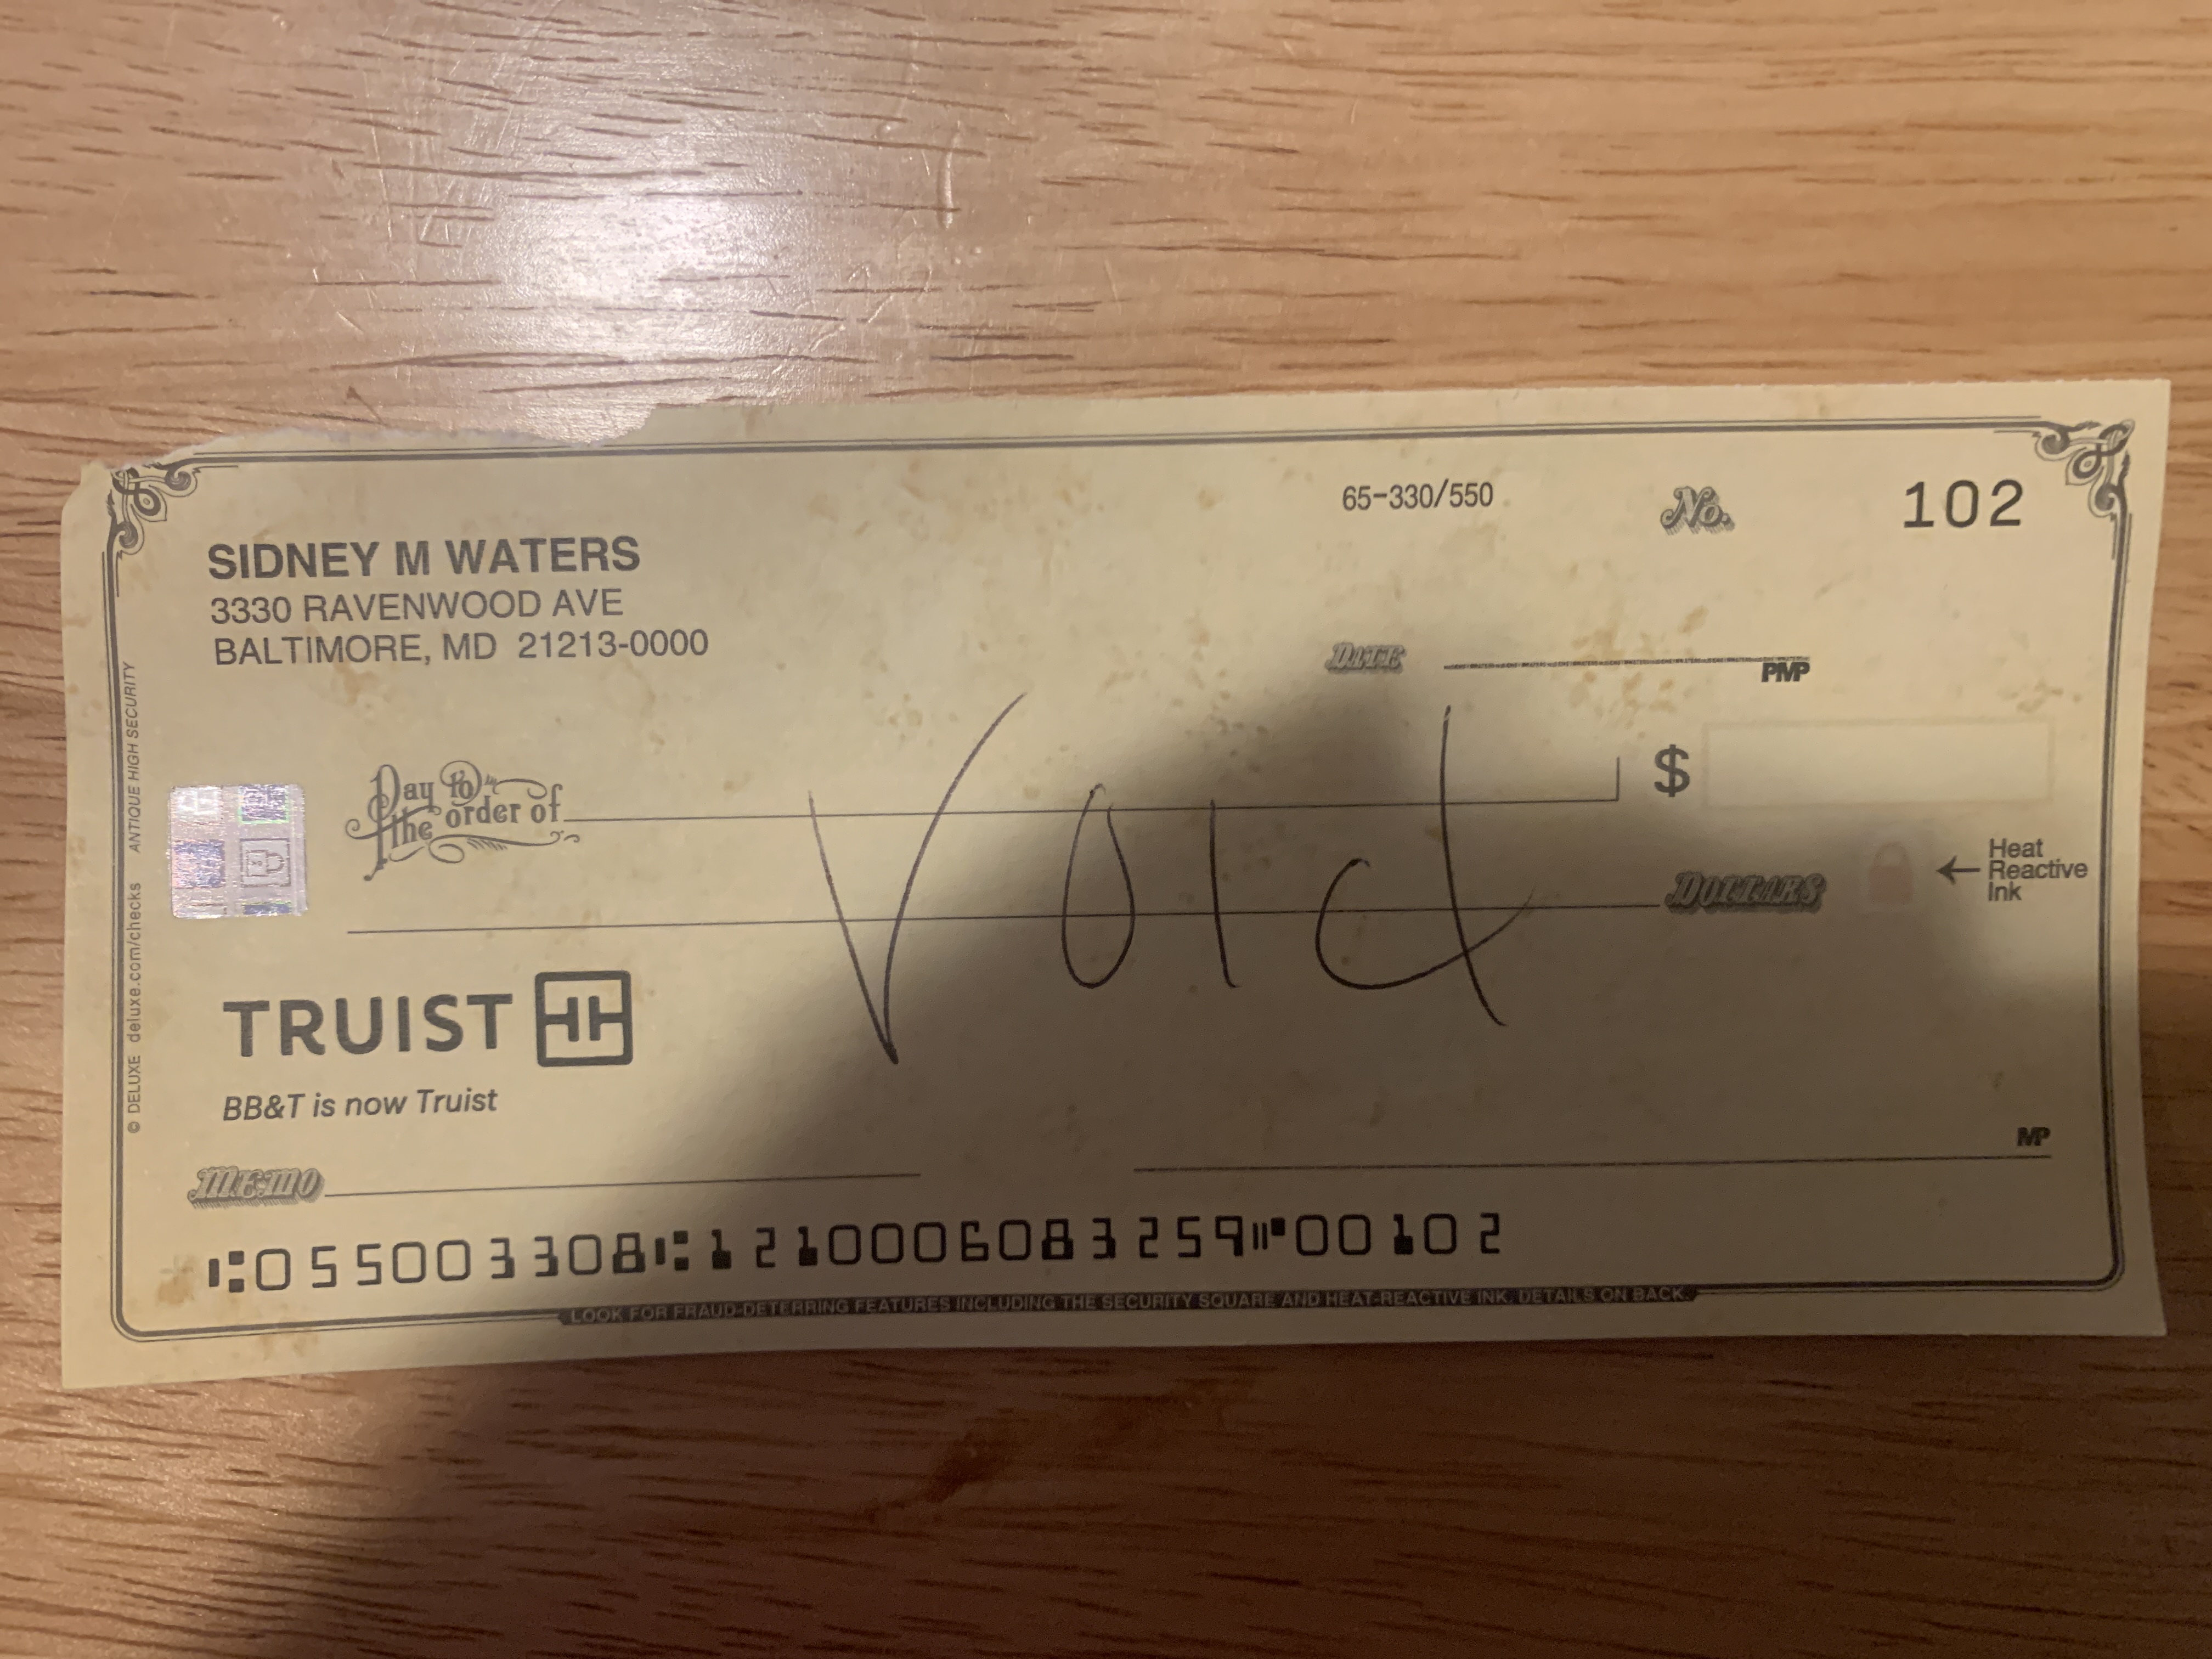 SIDNEY M WATERS
3330 RAVENWOOD AVE
BALTIMORE, MD 21213-0000
65-330/550
No. 102
DATE
PMP
Pay to
the order of
$
VOID
DOLLARS
Heat
Reactive
Ink
TRUIST
BB&T is now Truist
MEMO
MP
⑆055003308⑆1210006083259⑈00102
LOOK FOR FRAUD-DETERRING FEATURES INCLUDING THE SECURITY SQUARE AND HEAT-REACTIVE INK. DETAILS ON BACK.
© DELUXE deluxe.com/checks ANTIQUE HIGH SECURITY